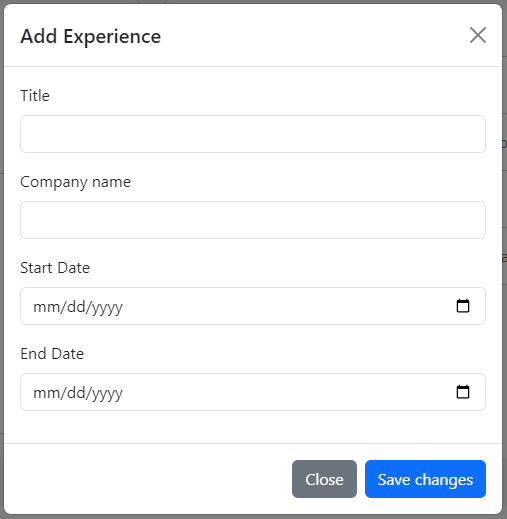 Add Experience
Title
Company name
Start Date
mm/dd/yyyy
End Date
mm/dd/yyyy
Close Save changes